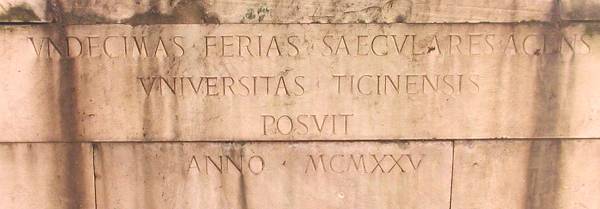 VNDECIMAS FERIAS SAECVLARES AGENS
VNIVERSITAS TICINENSIS
POSVIT
ANNO · MCMXXV